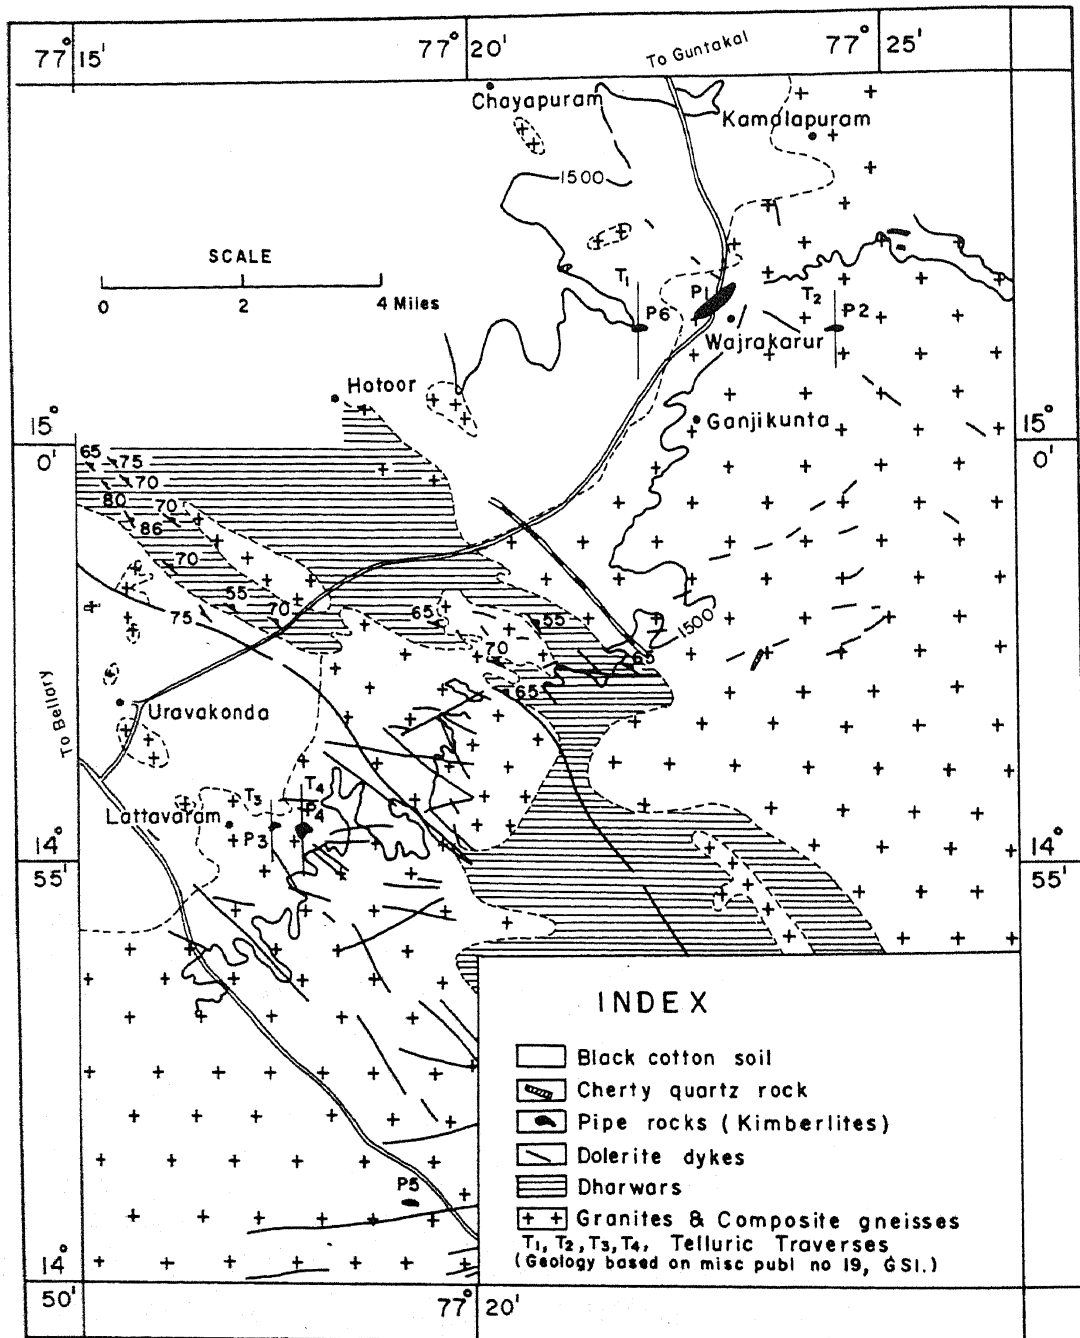 77° 15'
77° 20'
To Guntakal
77° 25'
Chayapuram
Kamalapuram
1500
SCALE
0 2 4 Miles
T1
P6
P1
T2
P2
Wajrakarur
Hotoor
Ganjikunta
15° 0'
15° 0'
65
75
70
80
70
86
70
55
75
70
65
55
70
65
65
1500
To Bellary
Uravakonda
T3
T4
P4
Lattavaram
P3
14° 55'
14° 55'
P5
14° 50'
77° 20'
INDEX
Black cotton soil
Cherty quartz rock
Pipe rocks (Kimberlites)
Dolerite dykes
Dharwars
Granites & Composite gneisses
T1, T2, T3, T4, Telluric Traverses
(Geology based on misc publ no 19, GSI.)